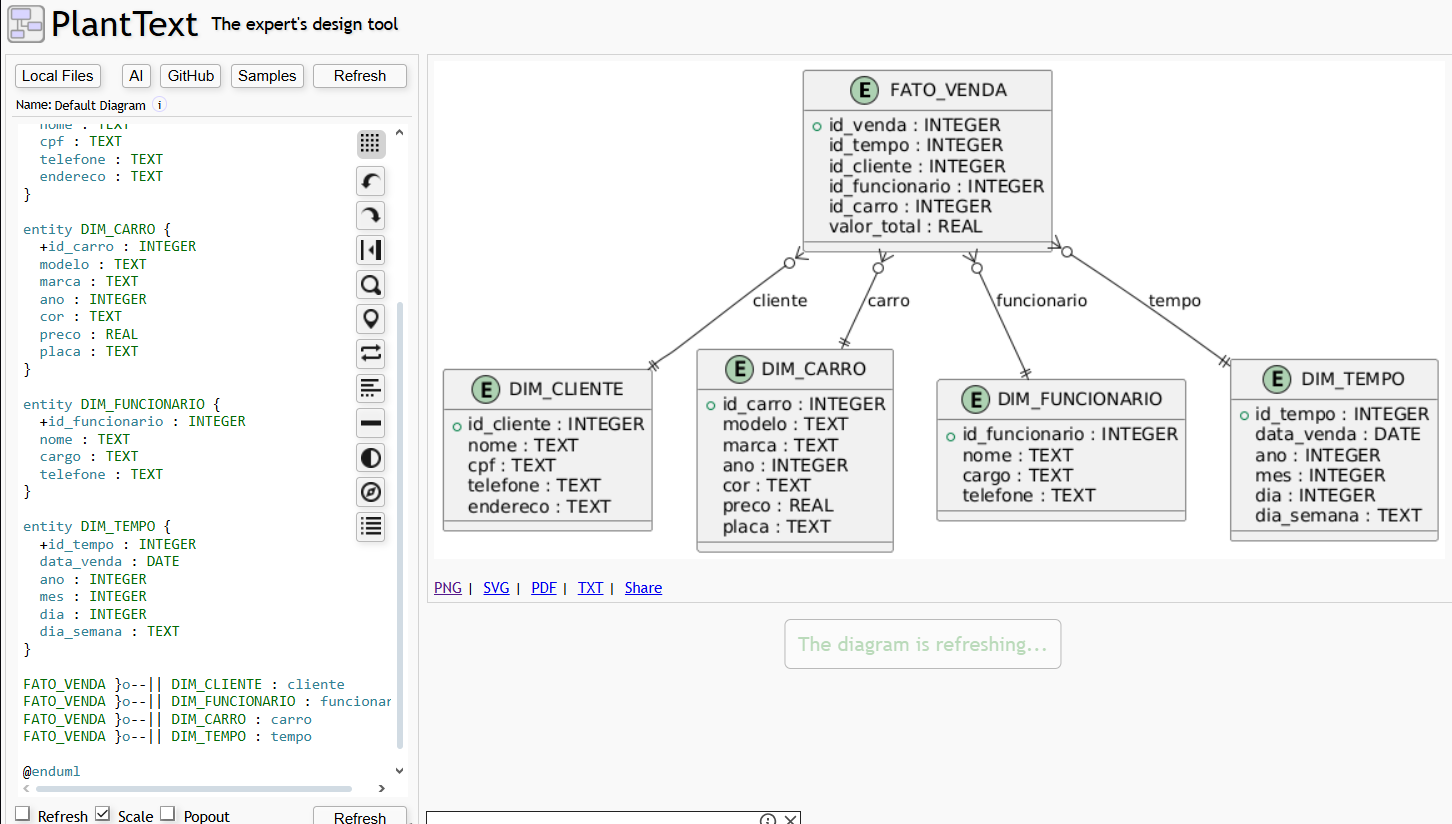 PlantText The expert's design tool
Local Files AI GitHub Samples Refresh
Name: Default Diagram i
nome : TEXT
cpf : TEXT
telefone : TEXT
endereco : TEXT
}
entity DIM_CARRO {
+id_carro : INTEGER
modelo : TEXT
marca : TEXT
ano : INTEGER
cor : TEXT
preco : REAL
placa : TEXT
}
entity DIM_FUNCIONARIO {
+id_funcionario : INTEGER
nome : TEXT
cargo : TEXT
telefone : TEXT
}
entity DIM_TEMPO {
+id_tempo : INTEGER
data_venda : DATE
ano : INTEGER
mes : INTEGER
dia : INTEGER
dia_semana : TEXT
}
FATO_VENDA }o--|| DIM_CLIENTE : cliente
FATO_VENDA }o--|| DIM_FUNCIONARIO : funcionar
FATO_VENDA }o--|| DIM_CARRO : carro
FATO_VENDA }o--|| DIM_TEMPO : tempo
@enduml
Refresh Scale Popout Refresh
E FATO_VENDA
id_venda : INTEGER
id_tempo : INTEGER
id_cliente : INTEGER
id_funcionario : INTEGER
id_carro : INTEGER
valor_total : REAL
cliente carro funcionario tempo
E DIM_CLIENTE
id_cliente : INTEGER
nome : TEXT
cpf : TEXT
telefone : TEXT
endereco : TEXT
E DIM_CARRO
id_carro : INTEGER
modelo : TEXT
marca : TEXT
ano : INTEGER
cor : TEXT
preco : REAL
placa : TEXT
E DIM_FUNCIONARIO
id_funcionario : INTEGER
nome : TEXT
cargo : TEXT
telefone : TEXT
E DIM_TEMPO
id_tempo : INTEGER
data_venda : DATE
ano : INTEGER
mes : INTEGER
dia : INTEGER
dia_semana : TEXT
PNG | SVG | PDF | TXT | Share
The diagram is refreshing...